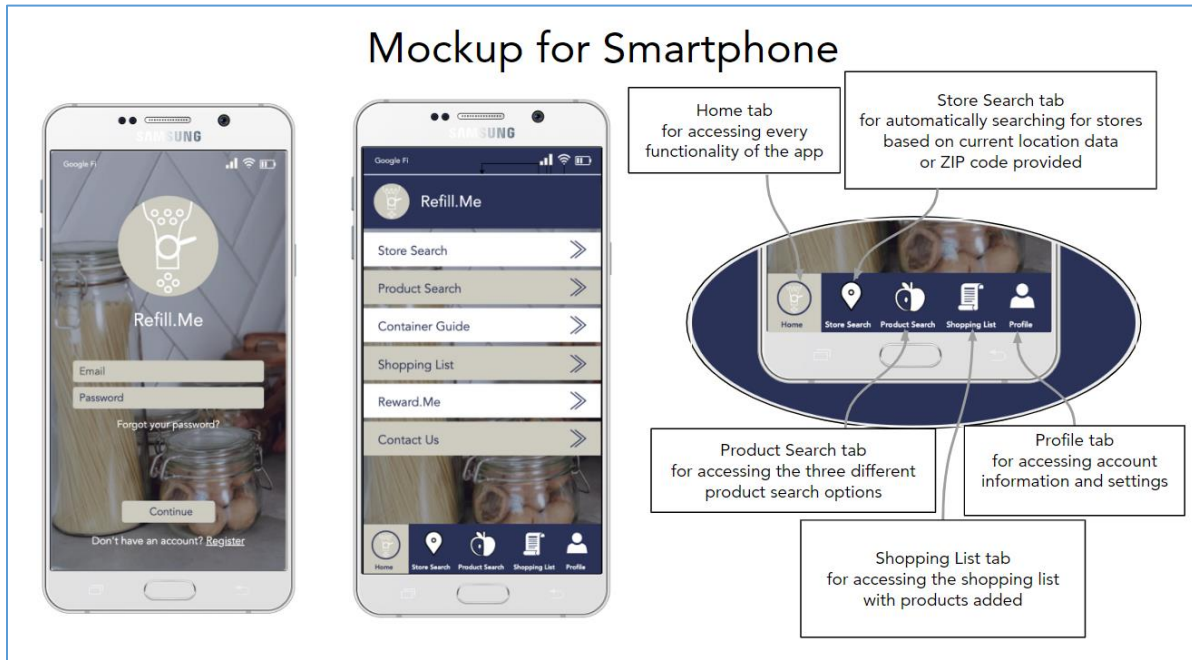 Mockup for Smartphone
SAMSUNG
Google Fi
Refill.Me
Email
Password
Forgot your password?
Continue
Don't have an account? Register
SAMSUNG
Google Fi
Refill.Me
Store Search
Product Search
Container Guide
Shopping List
Reward.Me
Contact Us
Home Store Search Product Search Shopping List Profile
Home tab
for accessing every
functionality of the app
Store Search tab
for automatically searching for stores
based on current location data
or ZIP code provided
Home Store Search Product Search Shopping List Profile
Product Search tab
for accessing the three different
product search options
Profile tab
for accessing account
information and settings
Shopping List tab
for accessing the shopping list
with products added